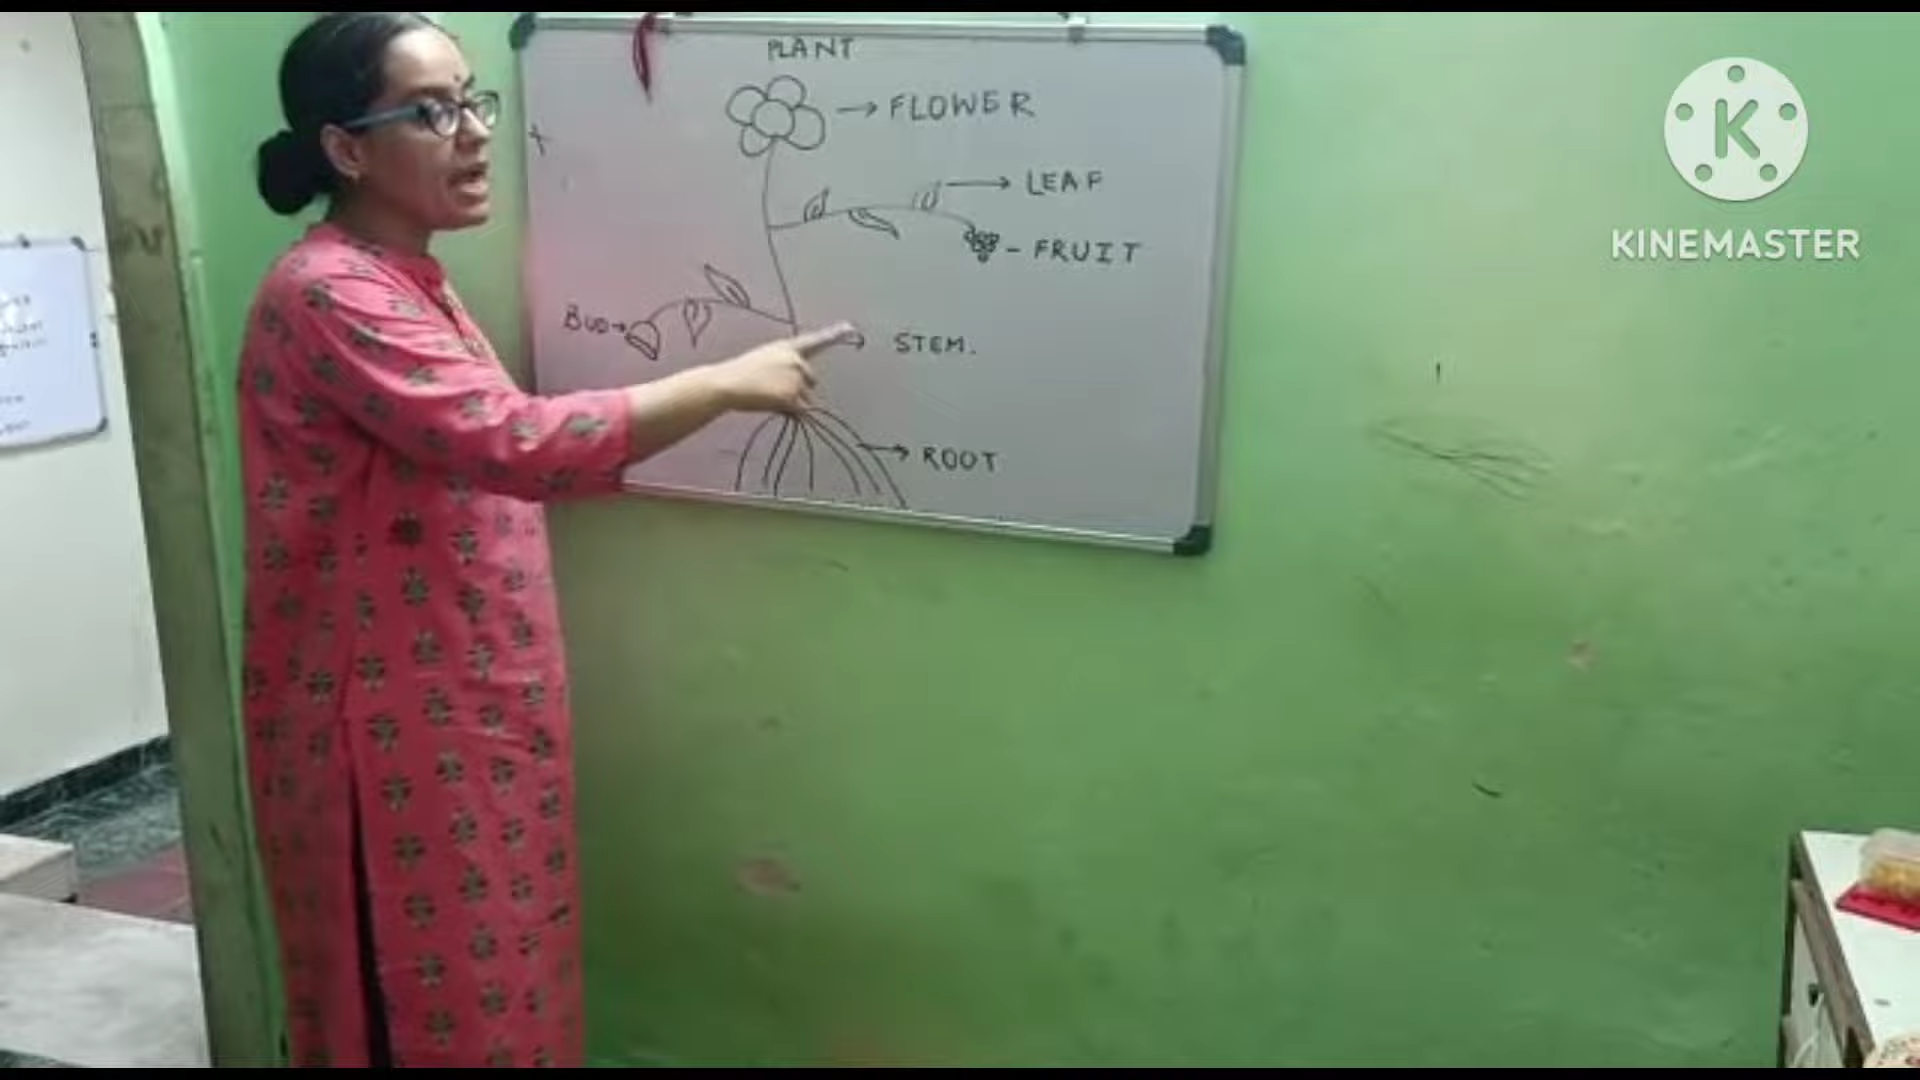 PLANT
FLOWER
LEAF
FRUIT
BUD
STEM.
ROOT
K
KINEMASTER